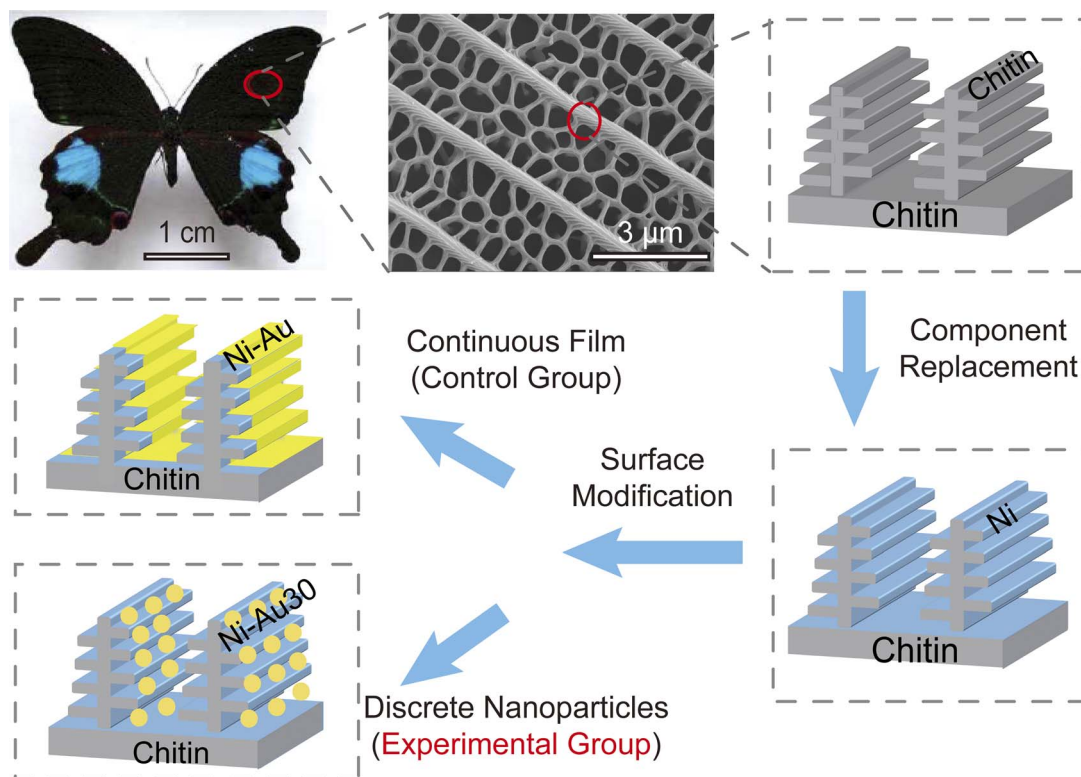 1 cm
3 µm
Chitin
Chitin
Component
Replacement
Continuous Film
(Control Group)
Ni-Au
Chitin
Surface
Modification
Ni
Chitin
Ni-Au30
Chitin
Discrete Nanoparticles
(Experimental Group)